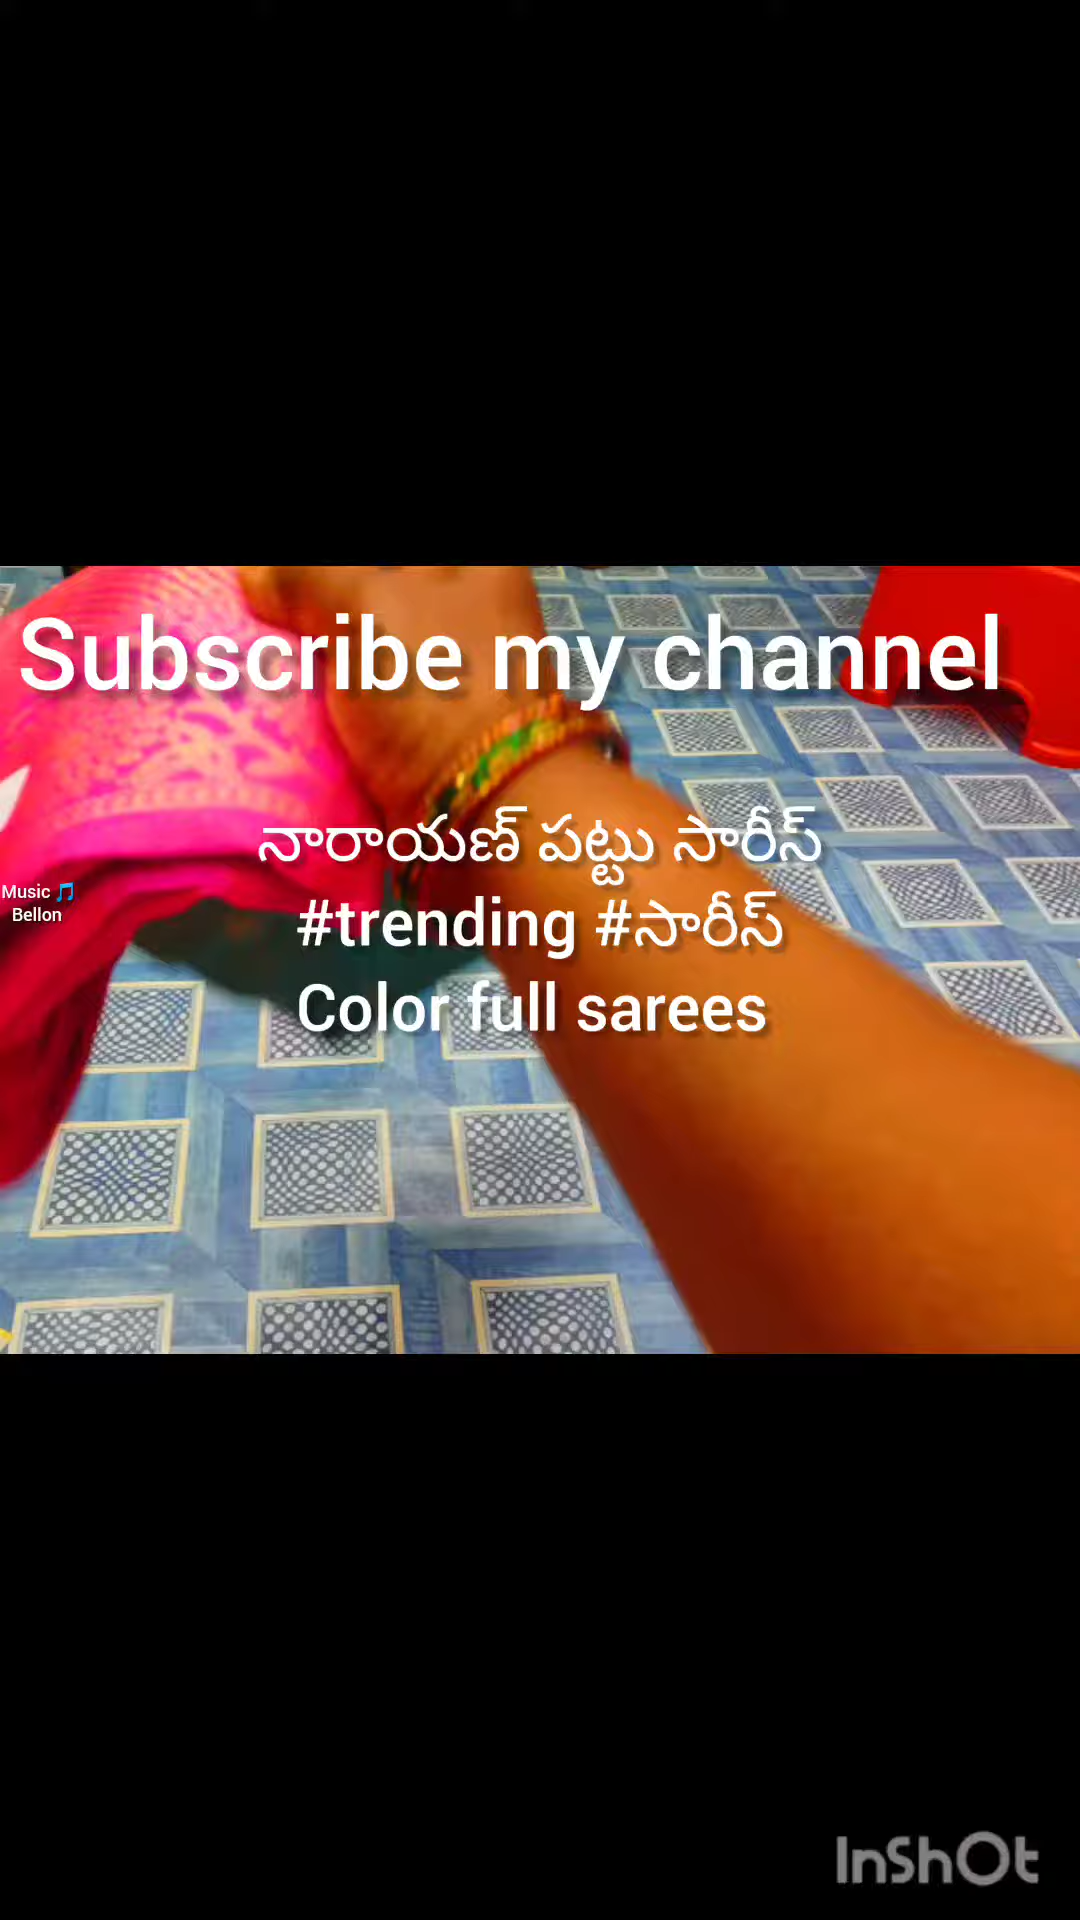 Subscribe my channel
నారాయణ్ పట్టు సారీస్
#trending #సారీస్
Color full sarees
Music 🎵
Bellon
InShOt